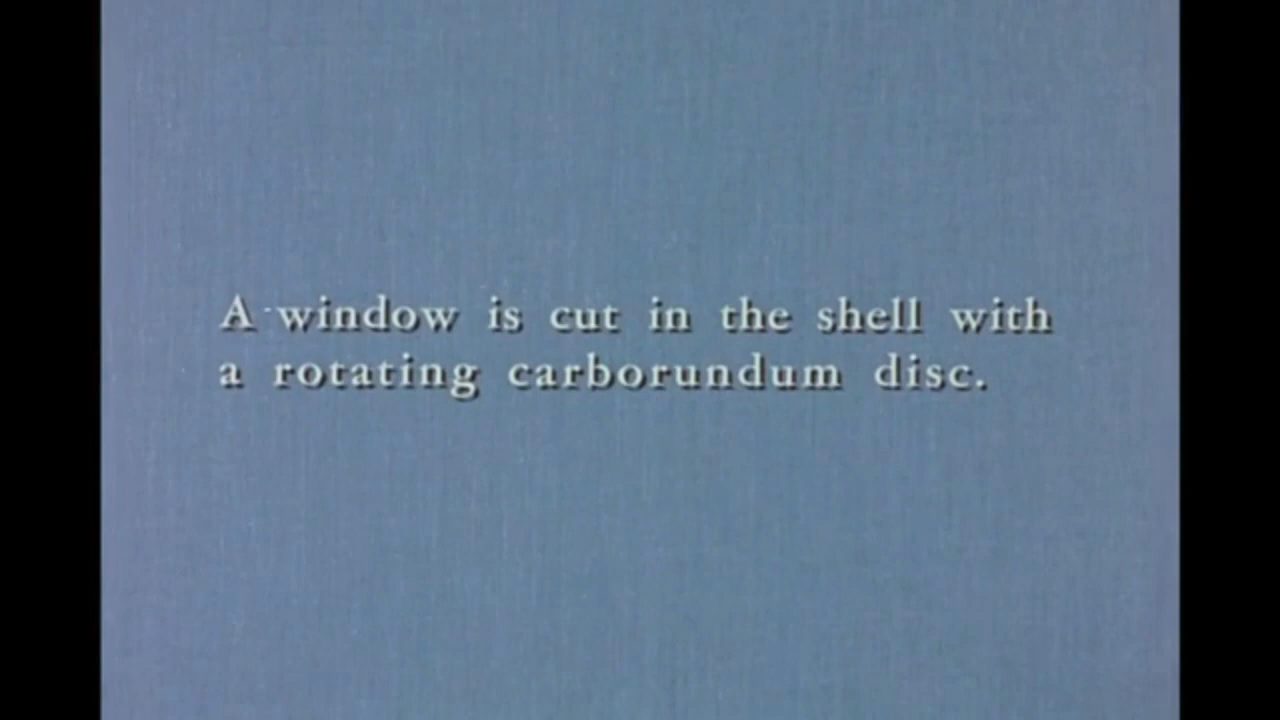 A window is cut in the shell with
a rotating carborundum disc.